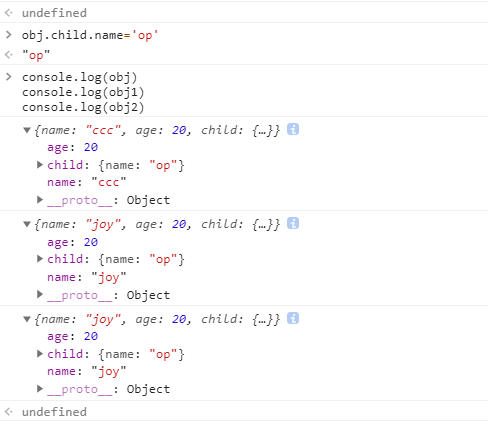 undefined
obj.child.name='op'
"op"
console.log(obj)
console.log(obj1)
console.log(obj2)
{name: "ccc", age: 20, child: {…}} i
age: 20
child: {name: "op"}
name: "ccc"
__proto__: Object
{name: "joy", age: 20, child: {…}} i
age: 20
child: {name: "op"}
name: "joy"
__proto__: Object
{name: "joy", age: 20, child: {…}} i
age: 20
child: {name: "op"}
name: "joy"
__proto__: Object
undefined